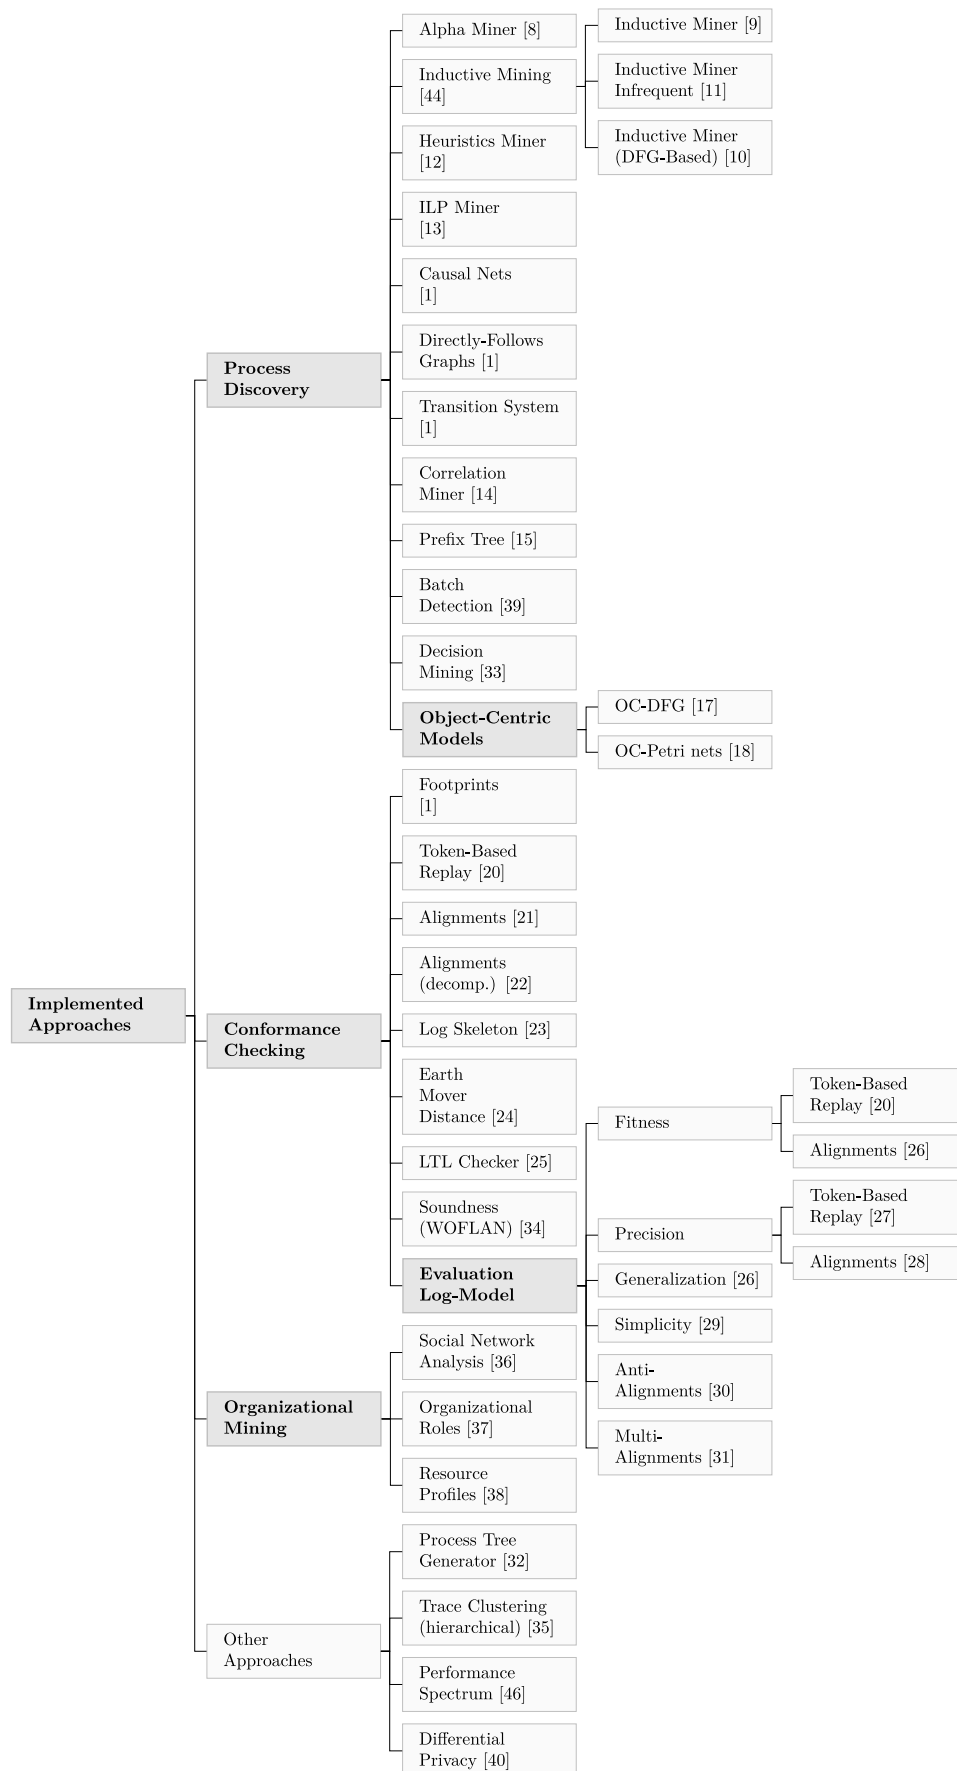 Implemented
Approaches
Process
Discovery
Alpha Miner [8]
Inductive Mining
[44]
Inductive Miner [9]
Inductive Miner
Infrequent [11]
Inductive Miner
(DFG-Based) [10]
Heuristics Miner
[12]
ILP Miner
[13]
Causal Nets
[1]
Directly-Follows
Graphs [1]
Transition System
[1]
Correlation
Miner [14]
Prefix Tree [15]
Batch
Detection [39]
Decision
Mining [33]
Object-Centric
Models
OC-DFG [17]
OC-Petri nets [18]
Conformance
Checking
Footprints
[1]
Token-Based
Replay [20]
Alignments [21]
Alignments
(decomp.) [22]
Log Skeleton [23]
Earth
Mover
Distance [24]
LTL Checker [25]
Soundness
(WOFLAN) [34]
Evaluation
Log-Model
Fitness
Token-Based
Replay [20]
Alignments [26]
Precision
Token-Based
Replay [27]
Alignments [28]
Generalization [26]
Simplicity [29]
Anti-
Alignments [30]
Multi-
Alignments [31]
Organizational
Mining
Social Network
Analysis [36]
Organizational
Roles [37]
Resource
Profiles [38]
Other
Approaches
Process Tree
Generator [32]
Trace Clustering
(hierarchical) [35]
Performance
Spectrum [46]
Differential
Privacy [40]